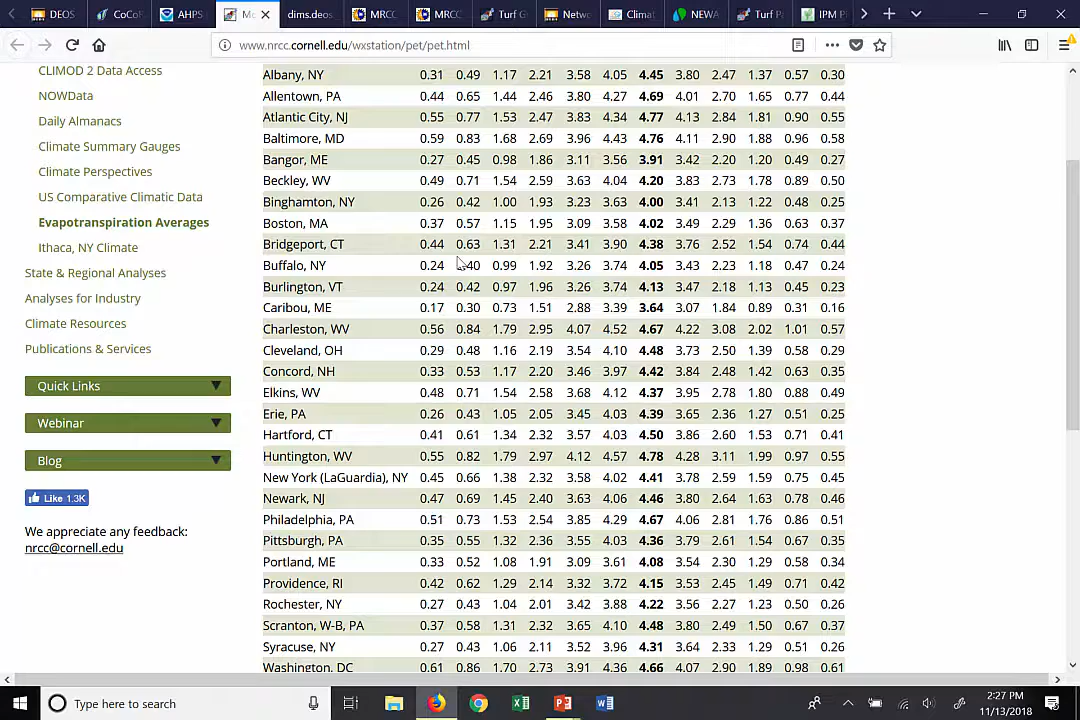 DEOS
CoCoR
AHPS
Mo
dims.deos
MRCC
MRCC
Turf G
Netwo
Climat
NEWA
Turf Pa
IPM P
www.nrcc.cornell.edu/wxstation/pet/pet.html
CLIMOD 2 Data Access
NOWData
Daily Almanacs
Climate Summary Gauges
Climate Perspectives
US Comparative Climatic Data
Evapotranspiration Averages
Ithaca, NY Climate
State & Regional Analyses
Analyses for Industry
Climate Resources
Publications & Services
Quick Links
Webinar
Blog
Like 1.3K
We appreciate any feedback:
nrcc@cornell.edu
Albany, NY 0.31 0.49 1.17 2.21 3.58 4.05 4.45 3.80 2.47 1.37 0.57 0.30
Allentown, PA 0.44 0.65 1.44 2.46 3.80 4.27 4.69 4.01 2.70 1.65 0.77 0.44
Atlantic City, NJ 0.55 0.77 1.53 2.47 3.83 4.34 4.77 4.13 2.84 1.81 0.90 0.55
Baltimore, MD 0.59 0.83 1.68 2.69 3.96 4.43 4.76 4.11 2.90 1.88 0.96 0.58
Bangor, ME 0.27 0.45 0.98 1.86 3.11 3.56 3.91 3.42 2.20 1.20 0.49 0.27
Beckley, WV 0.49 0.71 1.54 2.59 3.63 4.04 4.20 3.83 2.73 1.78 0.89 0.50
Binghamton, NY 0.26 0.42 1.00 1.93 3.23 3.63 4.00 3.41 2.13 1.22 0.48 0.25
Boston, MA 0.37 0.57 1.15 1.95 3.09 3.58 4.02 3.49 2.29 1.36 0.63 0.37
Bridgeport, CT 0.44 0.63 1.31 2.21 3.41 3.90 4.38 3.76 2.52 1.54 0.74 0.44
Buffalo, NY 0.24 40 0.99 1.92 3.26 3.74 4.05 3.43 2.23 1.18 0.47 0.24
Burlington, VT 0.24 0.42 0.97 1.96 3.26 3.74 4.13 3.47 2.18 1.13 0.45 0.23
Caribou, ME 0.17 0.30 0.73 1.51 2.88 3.39 3.64 3.07 1.84 0.89 0.31 0.16
Charleston, WV 0.56 0.84 1.79 2.95 4.07 4.52 4.67 4.22 3.08 2.02 1.01 0.57
Cleveland, OH 0.29 0.48 1.16 2.19 3.54 4.10 4.48 3.73 2.50 1.39 0.58 0.29
Concord, NH 0.33 0.53 1.17 2.20 3.46 3.97 4.42 3.84 2.48 1.42 0.63 0.35
Elkins, WV 0.48 0.71 1.54 2.58 3.68 4.12 4.37 3.95 2.78 1.80 0.88 0.49
Erie, PA 0.26 0.43 1.05 2.05 3.45 4.03 4.39 3.65 2.36 1.27 0.51 0.25
Hartford, CT 0.41 0.61 1.34 2.32 3.57 4.03 4.50 3.86 2.60 1.53 0.71 0.41
Huntington, WV 0.55 0.82 1.79 2.97 4.12 4.57 4.78 4.28 3.11 1.99 0.97 0.55
New York (LaGuardia), NY 0.45 0.66 1.38 2.32 3.58 4.02 4.41 3.78 2.59 1.59 0.75 0.45
Newark, NJ 0.47 0.69 1.45 2.40 3.63 4.06 4.46 3.80 2.64 1.63 0.78 0.46
Philadelphia, PA 0.51 0.73 1.53 2.54 3.85 4.29 4.67 4.06 2.81 1.76 0.86 0.51
Pittsburgh, PA 0.35 0.55 1.32 2.36 3.55 4.03 4.36 3.79 2.61 1.54 0.67 0.35
Portland, ME 0.33 0.52 1.08 1.91 3.09 3.61 4.08 3.54 2.30 1.29 0.58 0.34
Providence, RI 0.42 0.62 1.29 2.14 3.32 3.72 4.15 3.53 2.45 1.49 0.71 0.42
Rochester, NY 0.27 0.43 1.04 2.01 3.42 3.88 4.22 3.56 2.27 1.23 0.50 0.26
Scranton, W-B, PA 0.37 0.58 1.31 2.32 3.65 4.10 4.48 3.80 2.49 1.50 0.67 0.37
Syracuse, NY 0.27 0.43 1.06 2.11 3.52 3.96 4.31 3.64 2.33 1.29 0.51 0.26
Washington, DC 0.61 0.86 1.70 2.73 3.91 4.36 4.66 4.07 2.90 1.89 0.98 0.61
Type here to search
2:27 PM
11/13/2018